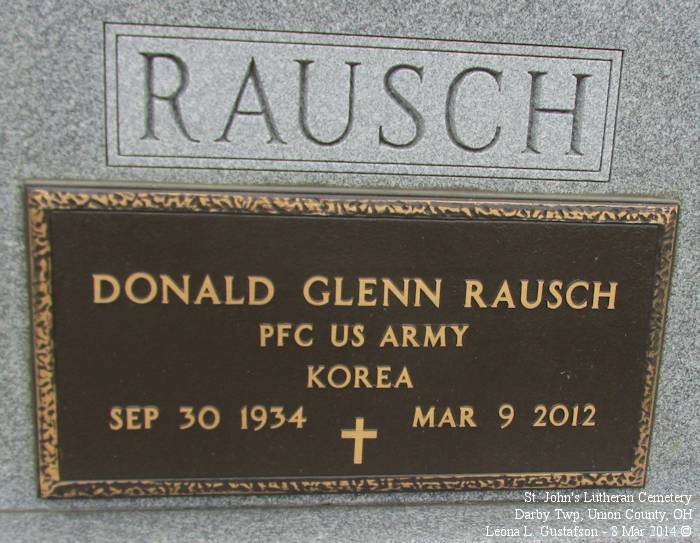 RAUSCH
DONALD GLENN RAUSCH
PFC US ARMY
KOREA
SEP 30 1934 MAR 9 2012
St. John's Lutheran Cemetery
Darby Twp, Union County, OH
Leona L. Gustafson - 8 Mar 2014 ©